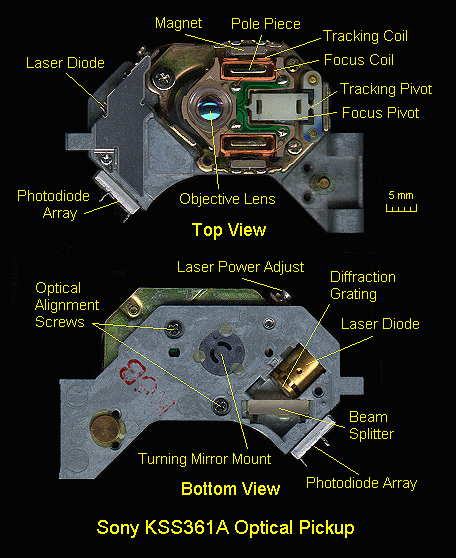 Magnet
Pole Piece
Tracking Coil
Focus Coil
Laser Diode
Tracking Pivot
Focus Pivot
Photodiode
Array
Objective Lens
5 mm
Top View
Laser Power Adjust
Diffraction
Grating
Optical
Alignment
Screws
Laser Diode
Beam
Splitter
Turning Mirror Mount
Photodiode Array
Bottom View
Sony KSS361A Optical Pickup